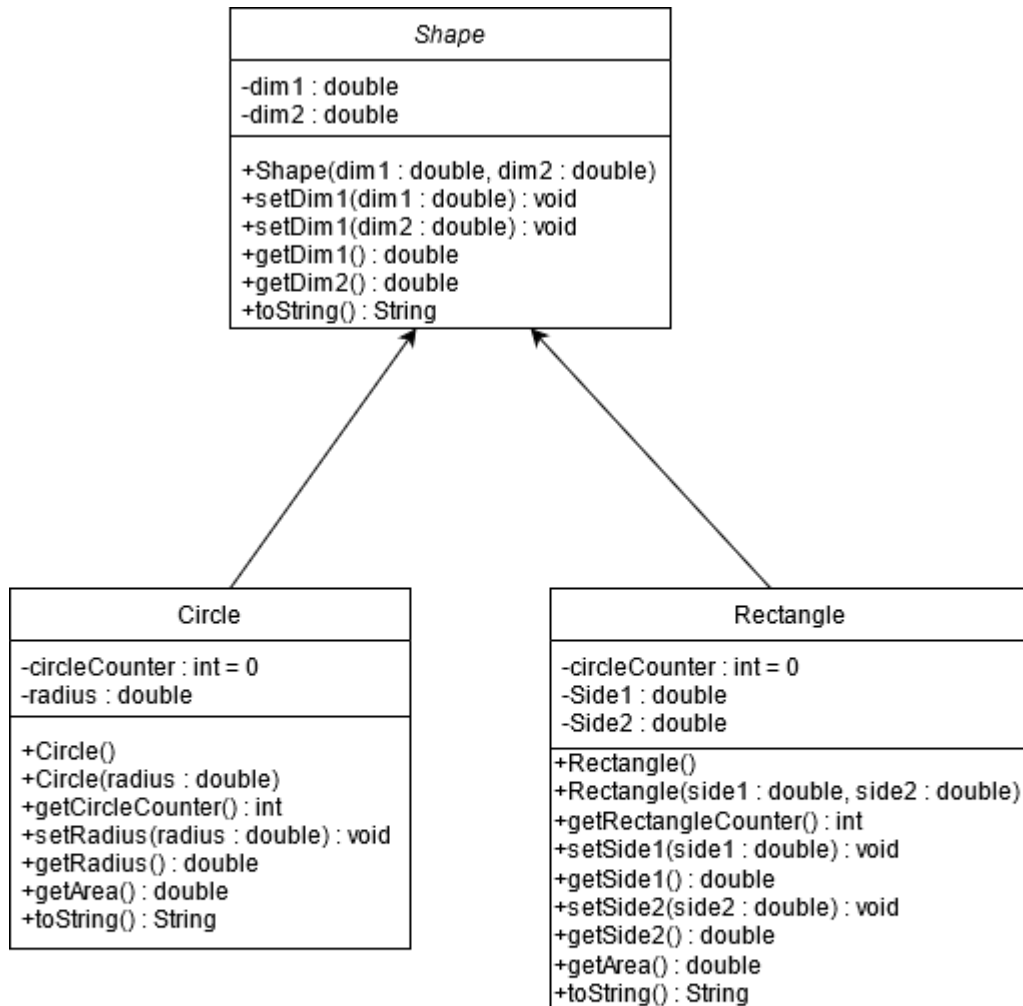 Shape
-dim1 : double
-dim2 : double
+Shape(dim1 : double, dim2 : double)
+setDim1(dim1 : double) : void
+setDim1(dim2 : double) : void
+getDim1() : double
+getDim2() : double
+toString() : String
Circle
-circleCounter : int = 0
-radius : double
+Circle()
+Circle(radius : double)
+getCircleCounter() : int
+setRadius(radius : double) : void
+getRadius() : double
+getArea() : double
+toString() : String
Rectangle
-circleCounter : int = 0
-Side1 : double
-Side2 : double
+Rectangle()
+Rectangle(side1 : double, side2 : double)
+getRectangleCounter() : int
+setSide1(side1 : double) : void
+getSide1() : double
+setSide2(side2 : double) : void
+getSide2() : double
+getArea() : double
+toString() : String